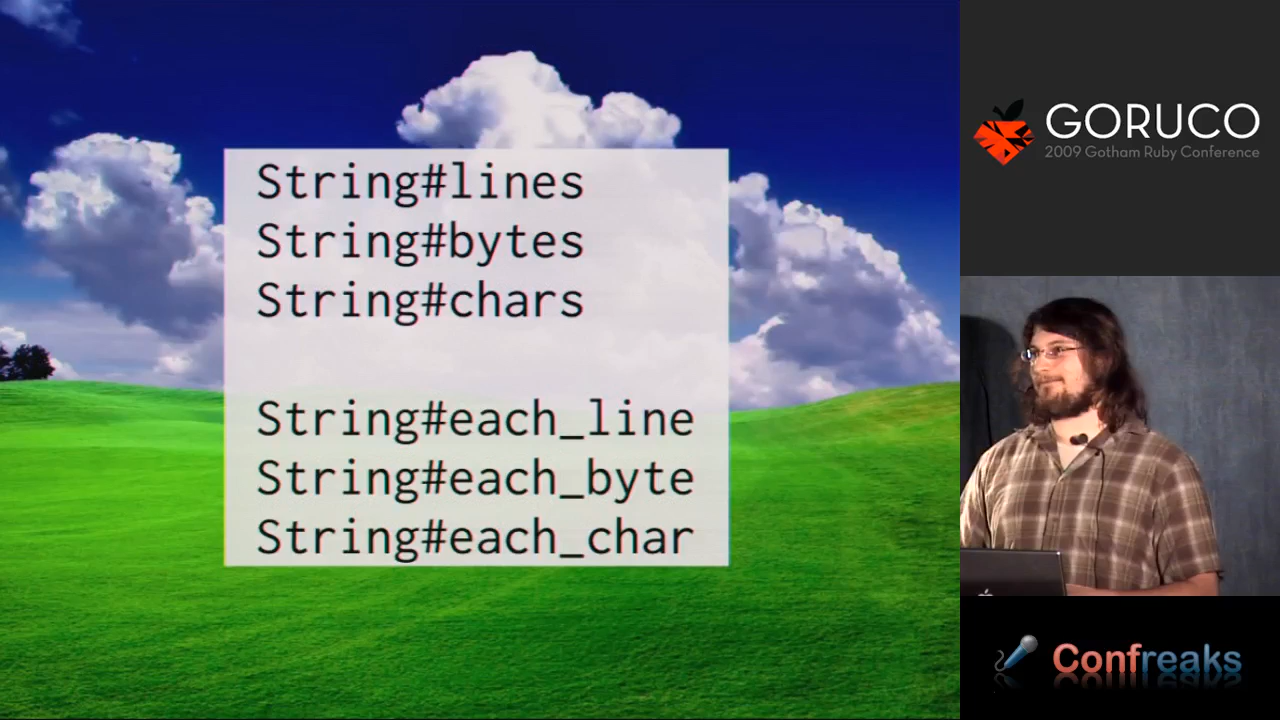 String#lines
String#bytes
String#chars
String#each_line
String#each_byte
String#each_char
GORUCO
2009 Gotham Ruby Conference
Confreaks